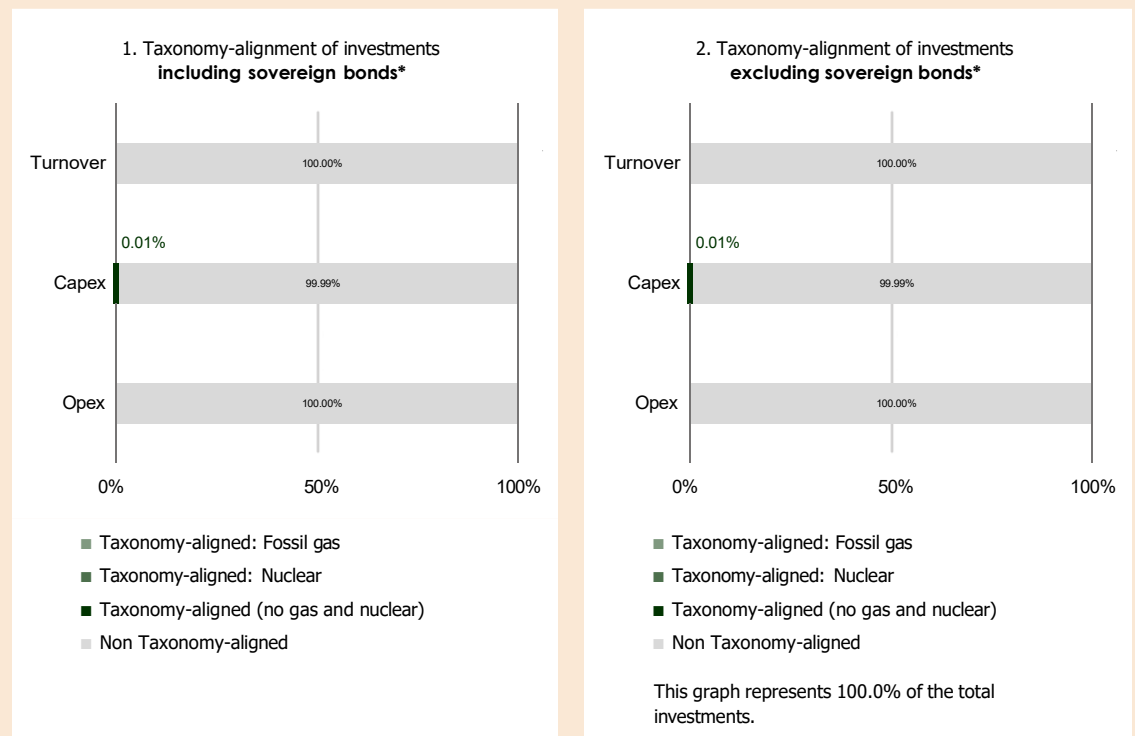 1. Taxonomy-alignment of investments
including sovereign bonds*
Turnover
100.00%
0.01%
Capex
99.99%
Opex
100.00%
0%
50%
100%
Taxonomy-aligned: Fossil gas
Taxonomy-aligned: Nuclear
Taxonomy-aligned (no gas and nuclear)
Non Taxonomy-aligned
2. Taxonomy-alignment of investments
excluding sovereign bonds*
Turnover
100.00%
0.01%
Capex
99.99%
Opex
100.00%
0%
50%
100%
Taxonomy-aligned: Fossil gas
Taxonomy-aligned: Nuclear
Taxonomy-aligned (no gas and nuclear)
Non Taxonomy-aligned
This graph represents 100.0% of the total
investments.